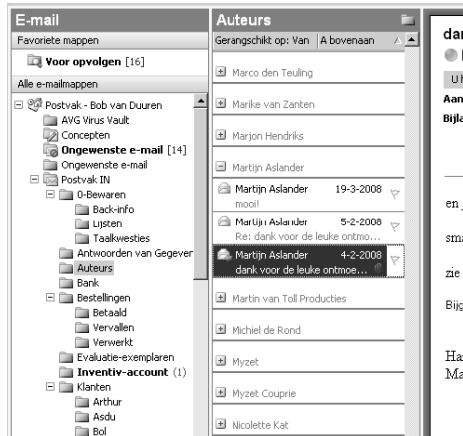 E-mail
Favoriete mappen
Voor opvolgen [16]
Alle e-mailmappen
Postvak - Bob van Duuren
AVG Virus Vault
Concepten
Ongewenste e-mail [14]
Ongewenste e-mail
Postvak IN
0-Bewaren
Back-info
Lijsten
Taalkwesties
Antwoorden van Gegever
Auteurs
Bank
Bestellingen
Betaald
Vervallen
Verwerkt
Evaluatie-exemplaren
Inventiv-account (1)
Klanten
Arthur
Asdu
Bol
Auteurs
Gerangschikt op: Van A bovenaan
Marco den Teuling
Marike van Zanten
Marjon Hendriks
Martijn Aslander
Martijn Aslander 19-3-2008
mooi!
Martijn Aslander 5-2-2008
Re: dank voor de leuke ontmo...
Martijn Aslander 4-2-2008
dank voor de leuke ontmoe...
Martin van Toll Producties
Michiel de Rond
Myzet
Myzet Couprie
Nicolette Kat
dar
U h
Aan
Bijla
en j
sma
zie
Bijg
Har
Ma